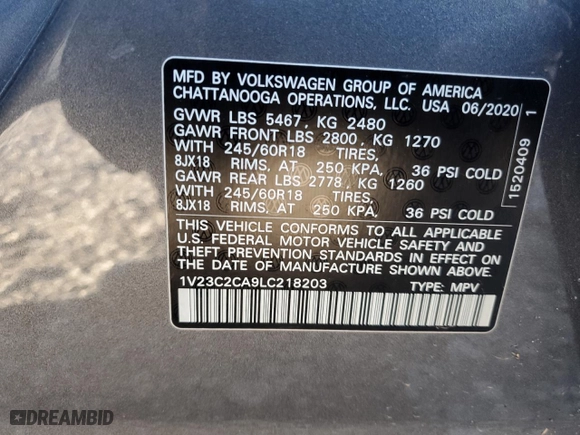 MFD BY VOLKSWAGEN GROUP OF AMERICA
CHATTANOOGA OPERATIONS, LLC. USA 06/2020
GVWR LBS 5467, KG 2480
GAWR FRONT LBS 2800, KG 1270
WITH 245/60R18 TIRES,
8JX18 RIMS, AT 250 KPA, 36 PSI COLD
GAWR REAR LBS 2778, KG 1260
WITH 245/60R18 TIRES,
8JX18 RIMS, AT 250 KPA, 36 PSI COLD
THIS VEHICLE CONFORMS TO ALL APPLICABLE
U.S. FEDERAL MOTOR VEHICLE SAFETY AND
THEFT PREVENTION STANDARDS IN EFFECT ON
THE DATE OF MANUFACTURE SHOWN ABOVE.
1V23C2CA9LC218203 TYPE: MPV
1520409 1
DREAMBID